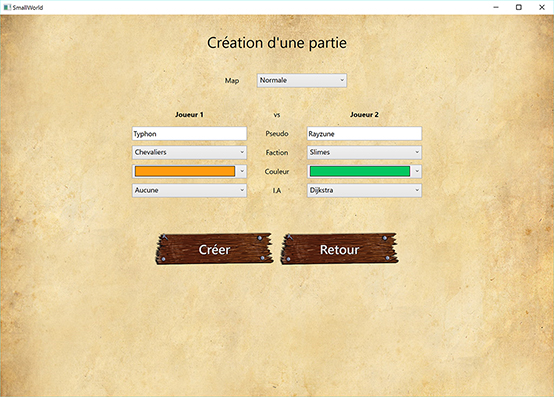 SmallWorld
Création d'une partie
Map Normale
Joueur 1 vs Joueur 2
Typhon Pseudo Rayzune
Chevaliers Faction Slimes
Couleur
Aucune I.A Dijkstra
Créer Retour